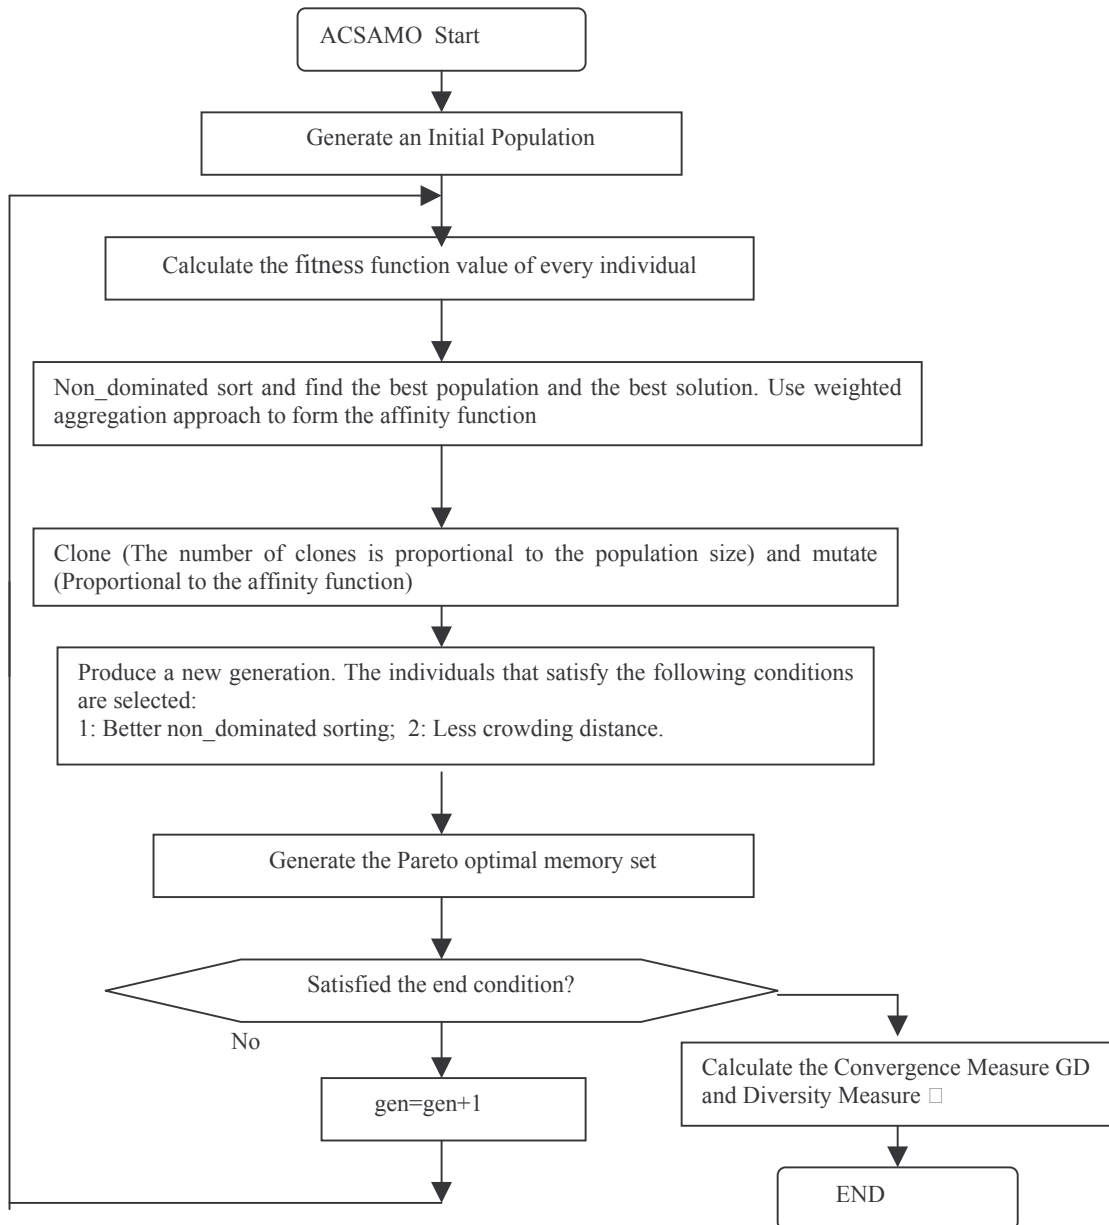 ACSAMO Start
Generate an Initial Population
Calculate the fitness function value of every individual
Non_dominated sort and find the best population and the best solution. Use weighted
aggregation approach to form the affinity function
Clone (The number of clones is proportional to the population size) and mutate
(Proportional to the affinity function)
Produce a new generation. The individuals that satisfy the following conditions
are selected:
1: Better non_dominated sorting; 2: Less crowding distance.
Generate the Pareto optimal memory set
Satisfied the end condition?
No
gen=gen+1
Calculate the Convergence Measure GD
and Diversity Measure □
END